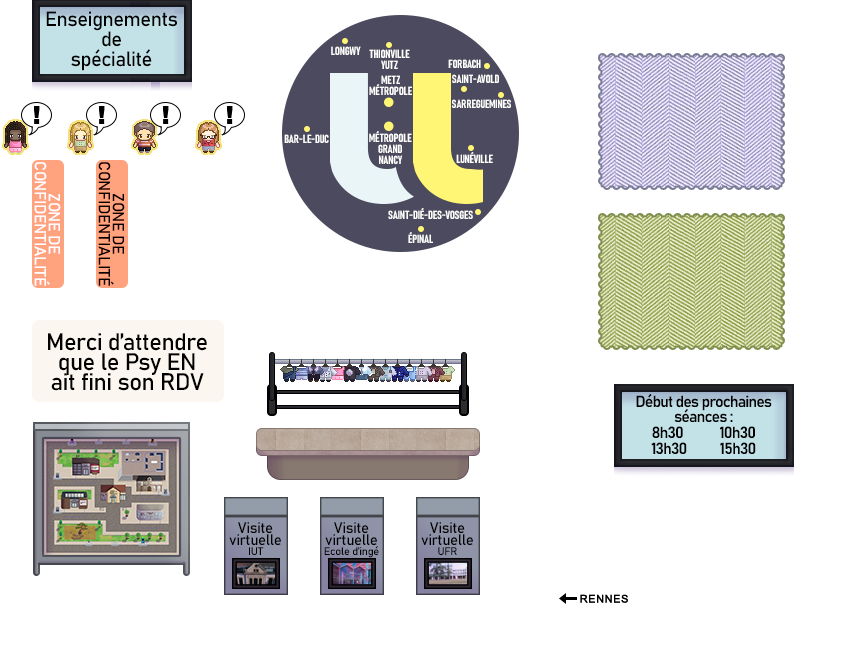 Enseignements
de
spécialité
!
!
!
!
ZONE DE
CONFIDENTIALITÉ
ZONE DE
CONFIDENTIALITÉ
LONGWY
THIONVILLE
YUTZ
FORBACH
METZ
MÉTROPOLE
SAINT-AVOLD
SARREGUEMINES
BAR-LE-DUC
MÉTROPOLE
GRAND
NANCY
LUNÉVILLE
SAINT-DIÉ-DES-VOSGES
ÉPINAL
Merci d'attendre
que le Psy EN
ait fini son RDV
Début des prochaines
séances :
8h30 10h30
13h30 15h30
Visite
virtuelle
IUT
Visite
virtuelle
Ecole d'ingé
Visite
virtuelle
UFR
RENNES